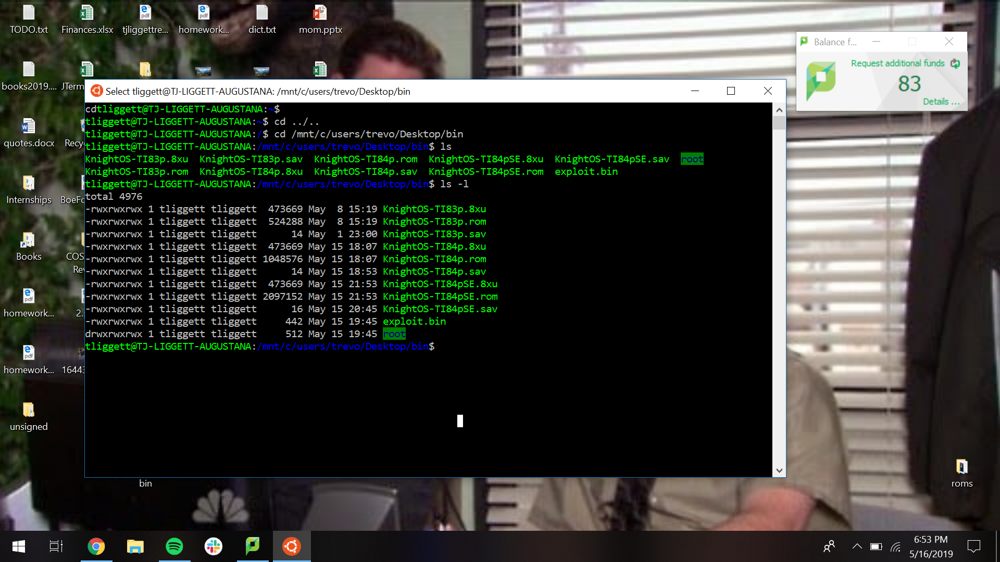 TODO.txt
Finances.xlsx
tjliggettre...
homework...
dict.txt
mom.pptx
books2019....
JTerm
quotes.docx
Recy
Internships
BoeFo
Books
COS
Rev
homework...
2.
homework...
1644
unsigned
bin
roms
Balance f...
Request additional funds
83
Details ...
Select tliggett@TJ-LIGGETT-AUGUSTANA: /mnt/c/users/trevo/Desktop/bin
cdtliggett@TJ-LIGGETT-AUGUSTANA:~$
tliggett@TJ-LIGGETT-AUGUSTANA:~$ cd ../..
tliggett@TJ-LIGGETT-AUGUSTANA:/$ cd /mnt/c/users/trevo/Desktop/bin
tliggett@TJ-LIGGETT-AUGUSTANA:/mnt/c/users/trevo/Desktop/bin$ ls
KnightOS-TI83p.8xu  KnightOS-TI83p.sav  KnightOS-TI84p.rom  KnightOS-TI84pSE.8xu  KnightOS-TI84pSE.sav  root
KnightOS-TI83p.rom  KnightOS-TI84p.8xu  KnightOS-TI84p.sav  KnightOS-TI84pSE.rom  exploit.bin
tliggett@TJ-LIGGETT-AUGUSTANA:/mnt/c/users/trevo/Desktop/bin$ ls -l
total 4976
-rwxrwxrwx 1 tliggett tliggett  473669 May  8 15:19 KnightOS-TI83p.8xu
-rwxrwxrwx 1 tliggett tliggett  524288 May  8 15:19 KnightOS-TI83p.rom
-rwxrwxrwx 1 tliggett tliggett      14 May  1 23:00 KnightOS-TI83p.sav
-rwxrwxrwx 1 tliggett tliggett  473669 May 15 18:07 KnightOS-TI84p.8xu
-rwxrwxrwx 1 tliggett tliggett 1048576 May 15 18:07 KnightOS-TI84p.rom
-rwxrwxrwx 1 tliggett tliggett      14 May 15 18:53 KnightOS-TI84p.sav
-rwxrwxrwx 1 tliggett tliggett  473669 May 15 21:53 KnightOS-TI84pSE.8xu
-rwxrwxrwx 1 tliggett tliggett 2097152 May 15 21:53 KnightOS-TI84pSE.rom
-rwxrwxrwx 1 tliggett tliggett      16 May 15 20:45 KnightOS-TI84pSE.sav
-rwxrwxrwx 1 tliggett tliggett     442 May 15 19:45 exploit.bin
drwxrwxrwx 1 tliggett tliggett     512 May 15 19:45 root
tliggett@TJ-LIGGETT-AUGUSTANA:/mnt/c/users/trevo/Desktop/bin$
6:53 PM
5/16/2019